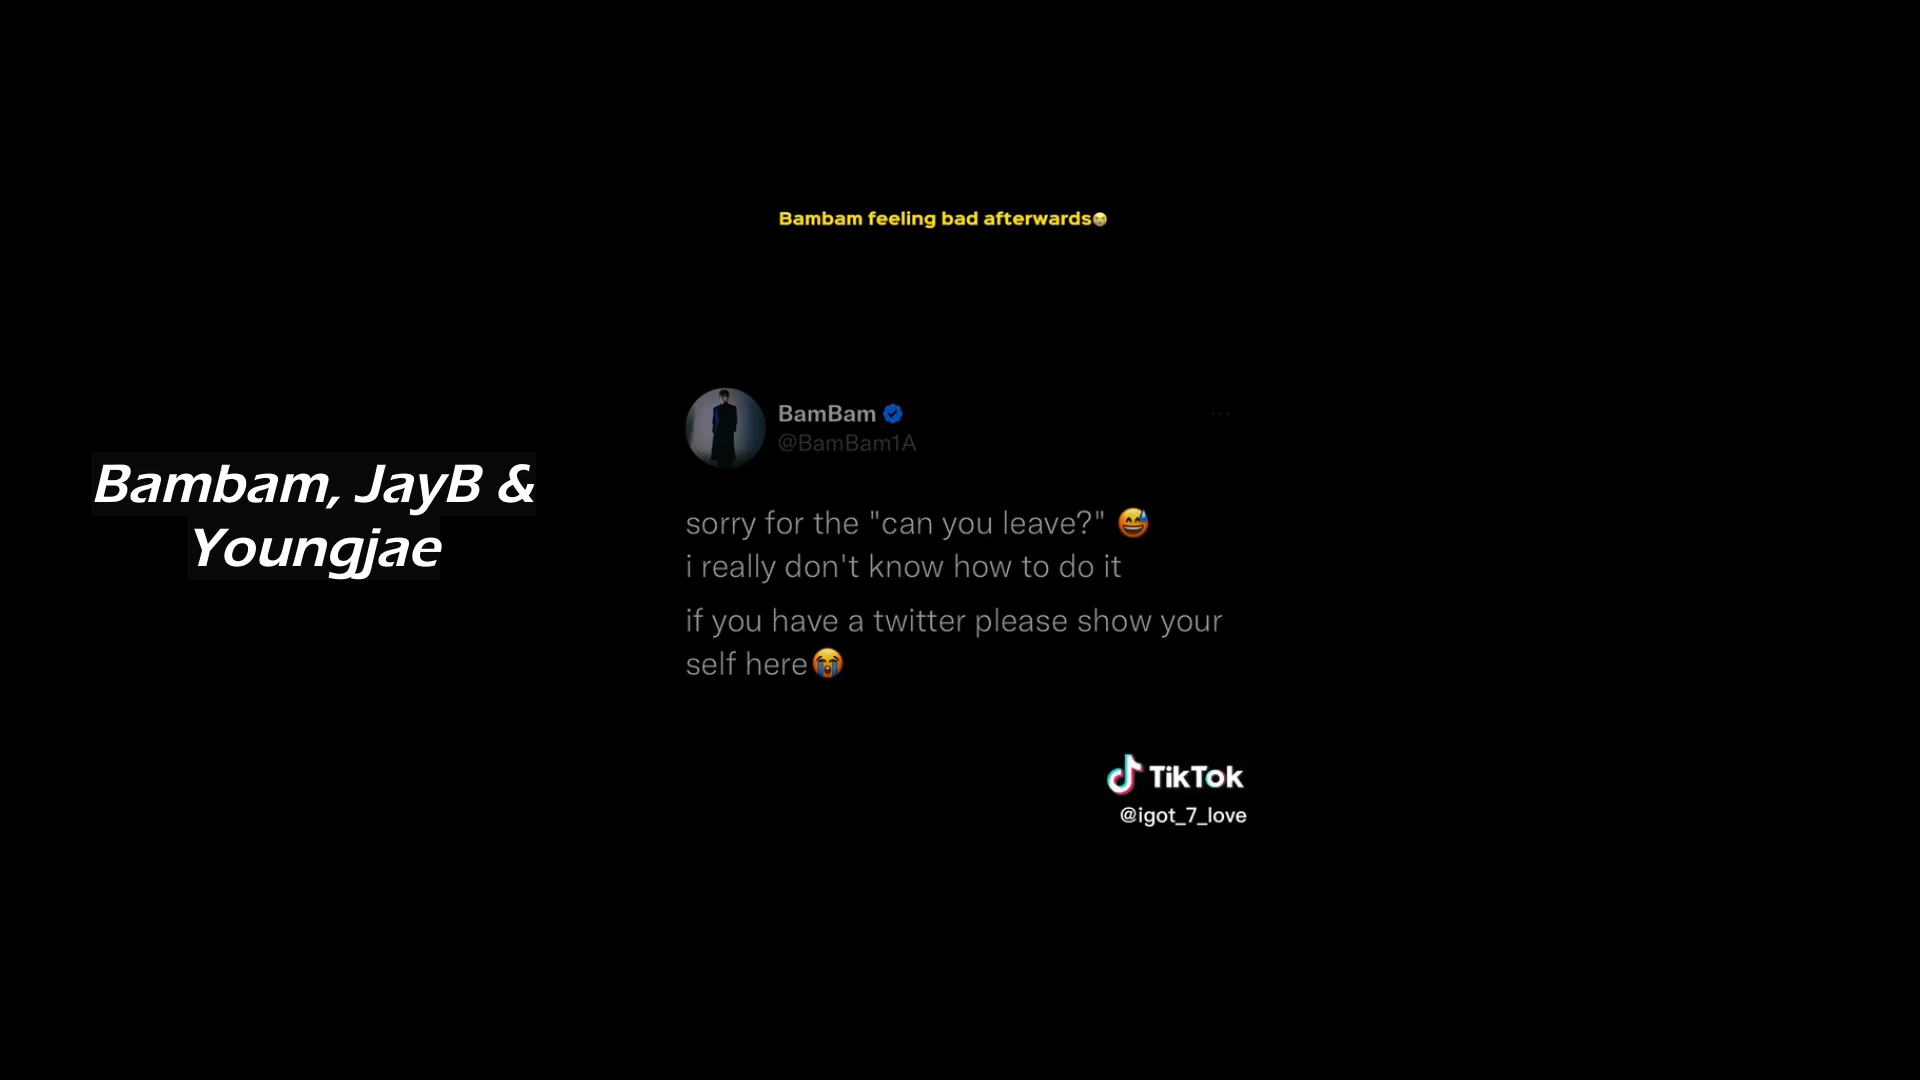 Bambam feeling bad afterwards😭
BamBam
@BamBam1A
Bambam, JayB &
Youngjae
sorry for the "can you leave?" 😅
i really don't know how to do it
if you have a twitter please show your
self here😭
TikTok
@igot_7_love